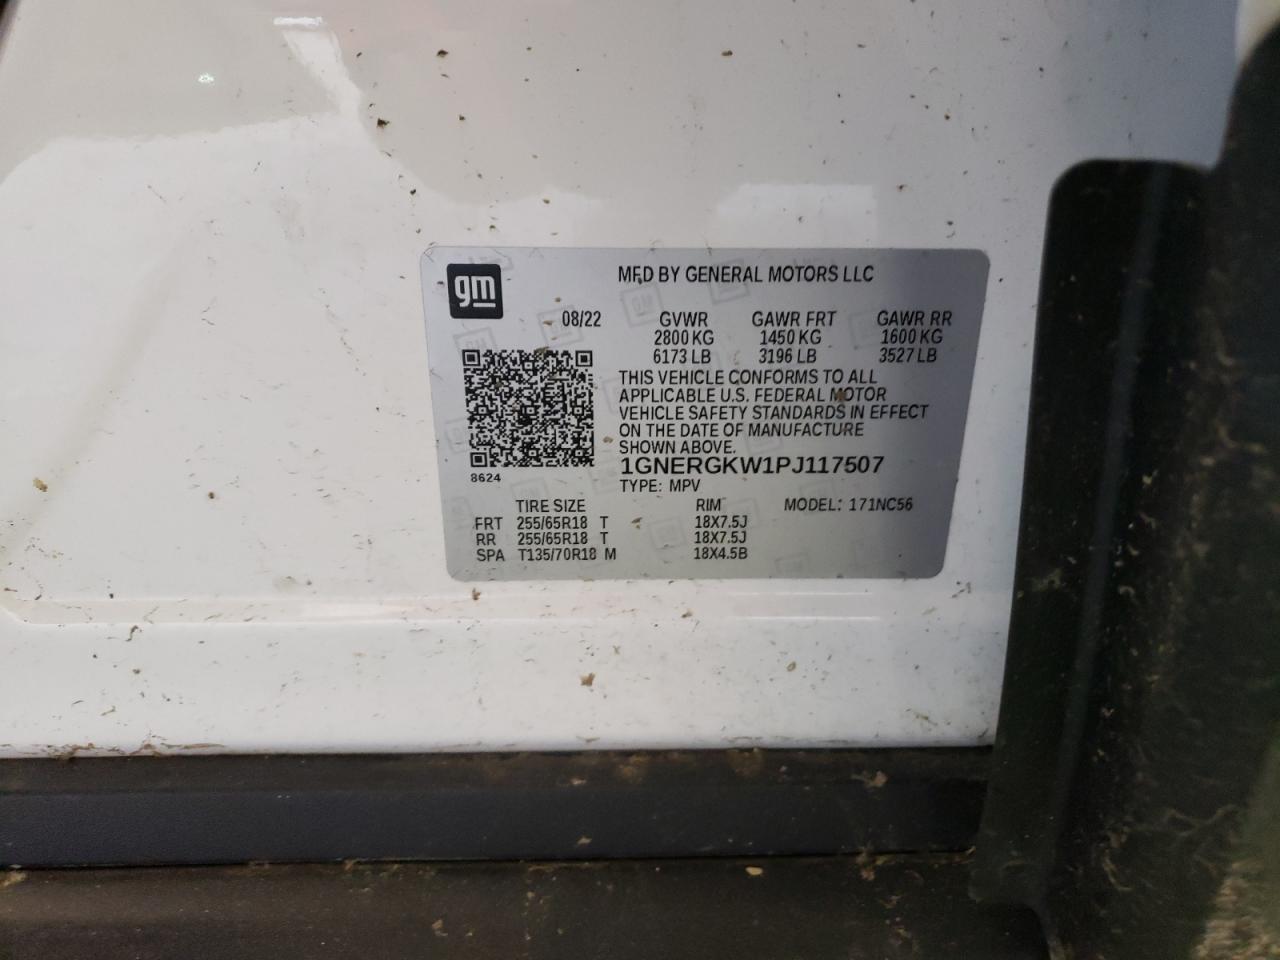 gm
MFD BY GENERAL MOTORS LLC
08/22 GVWR GAWR FRT GAWR RR
2800 KG 1450 KG 1600 KG
6173 LB 3196 LB 3527 LB
THIS VEHICLE CONFORMS TO ALL
APPLICABLE U.S. FEDERAL MOTOR
VEHICLE SAFETY STANDARDS IN EFFECT
ON THE DATE OF MANUFACTURE
SHOWN ABOVE.
1GNERGKW1PJ117507
8624
TYPE: MPV
TIRE SIZE RIM MODEL: 171NC56
FRT 255/65R18 T 18X7.5J
RR 255/65R18 T 18X7.5J
SPA T135/70R18 M 18X4.5B